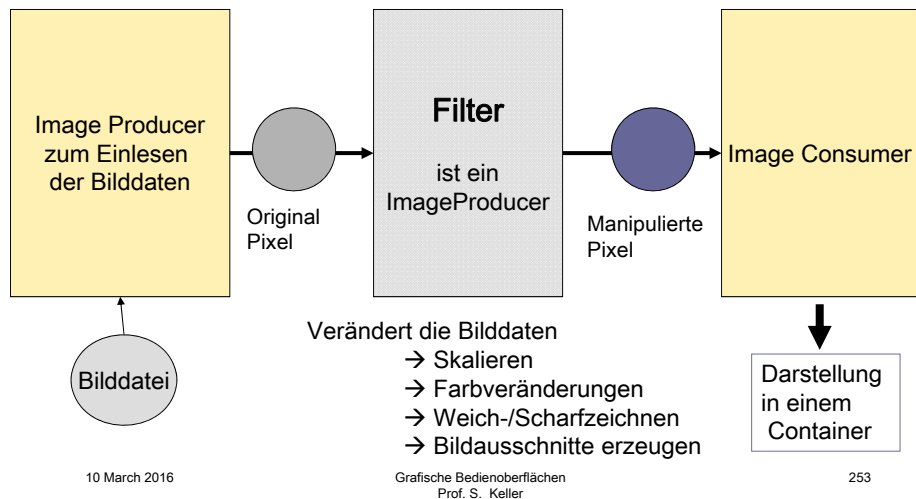 Image Producer
zum Einlesen
der Bilddaten
Original
Pixel
Filter
ist ein
ImageProducer
Manipulierte
Pixel
Image Consumer
Bilddatei
Verändert die Bilddaten
→ Skalieren
→ Farbveränderungen
→ Weich-/Scharfzeichnen
→ Bildausschnitte erzeugen
Darstellung
in einem
Container
10 March 2016
Grafische Bedienoberflächen
Prof. S. Keller
253